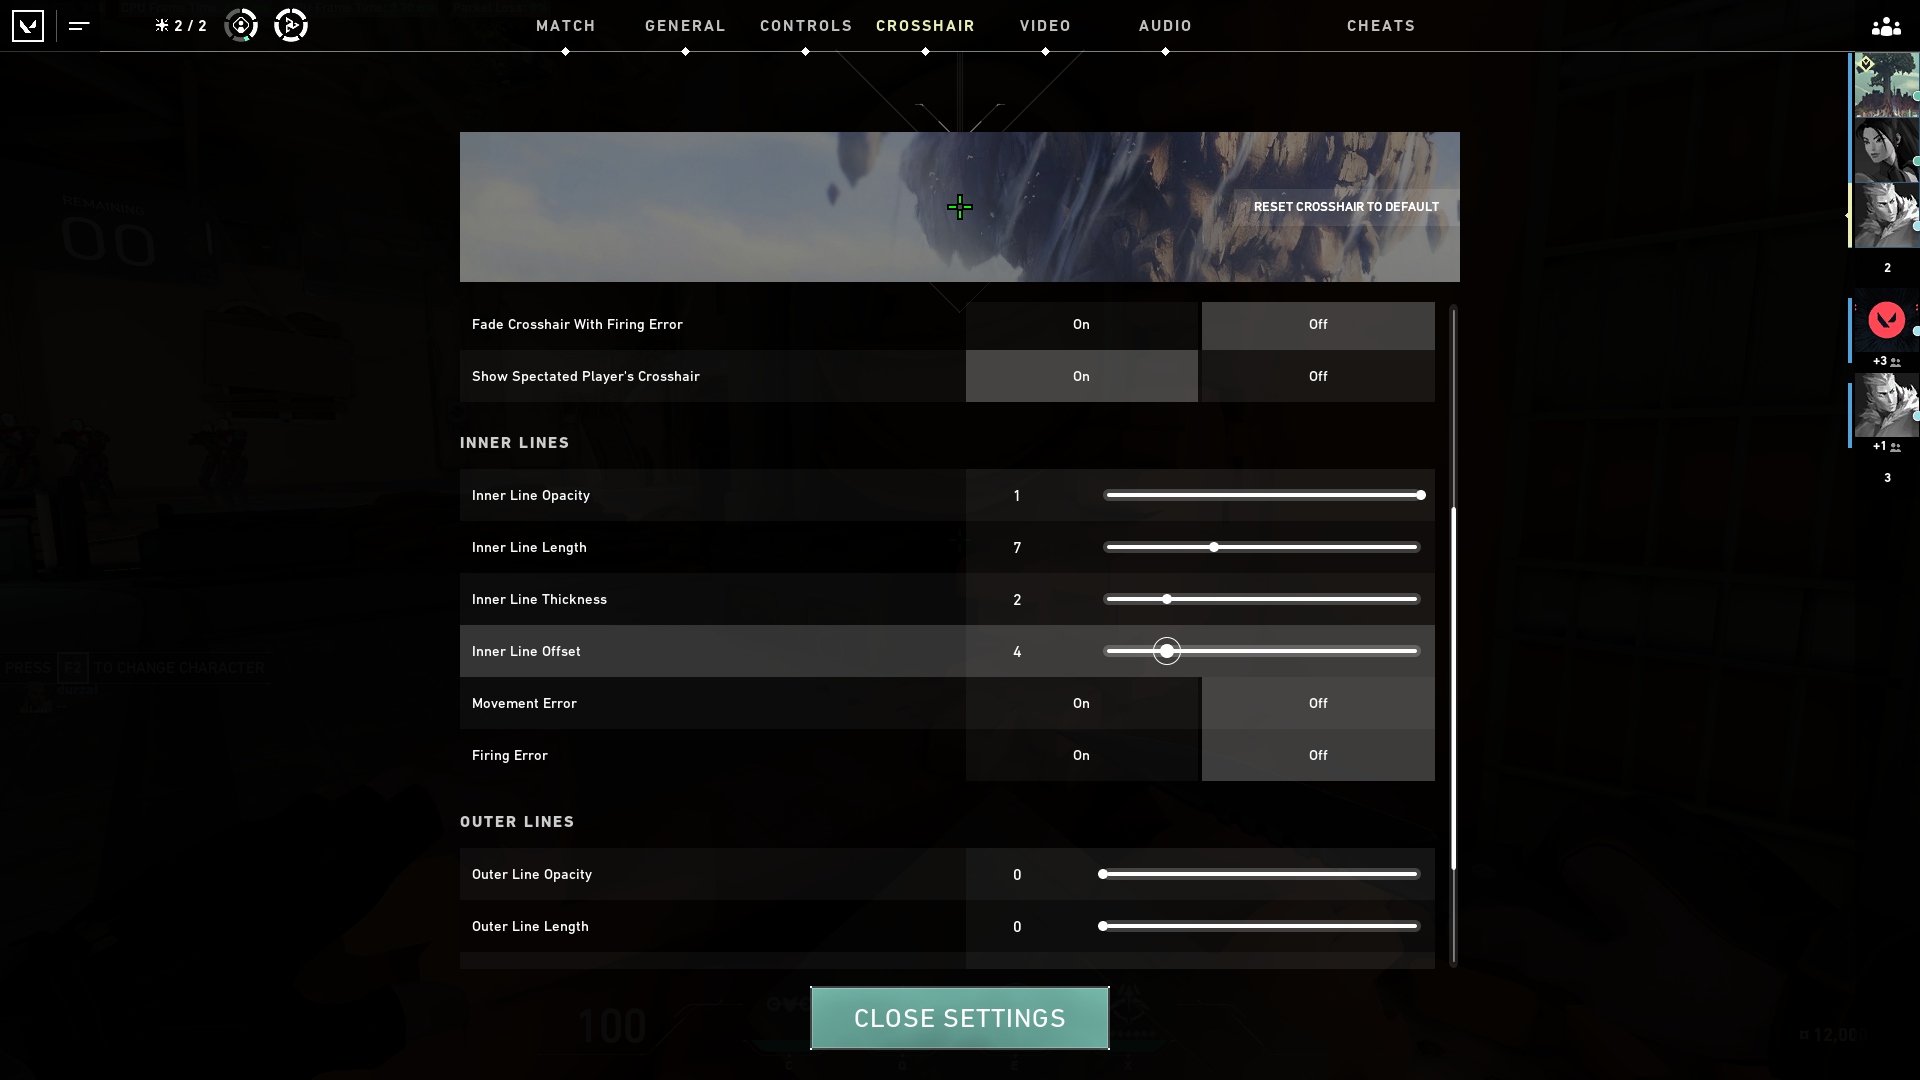 2 / 2
MATCH
GENERAL
CONTROLS
CROSSHAIR
VIDEO
AUDIO
CHEATS
REMAINING
00
RESET CROSSHAIR TO DEFAULT
Fade Crosshair With Firing Error On Off
Show Spectated Player's Crosshair On Off
INNER LINES
Inner Line Opacity 1
Inner Line Length 7
Inner Line Thickness 2
Inner Line Offset 4
Movement Error On Off
Firing Error On Off
OUTER LINES
Outer Line Opacity 0
Outer Line Length 0
PRESS F2 TO CHANGE CHARACTER
CLOSE SETTINGS
100
2
+3
+1
3